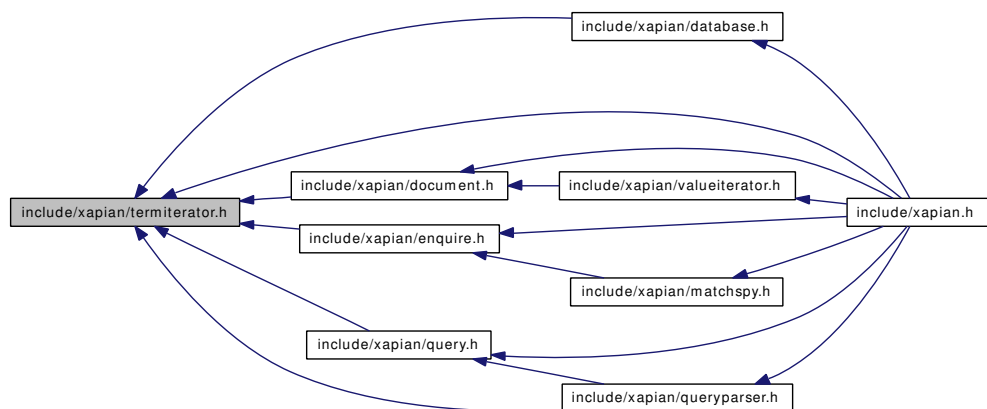 include/xapian/database.h
include/xapian/document.h
include/xapian/valueiterator.h
include/xapian/termiterator.h
include/xapian.h
include/xapian/enquire.h
include/xapian/matchspy.h
include/xapian/query.h
include/xapian/queryparser.h